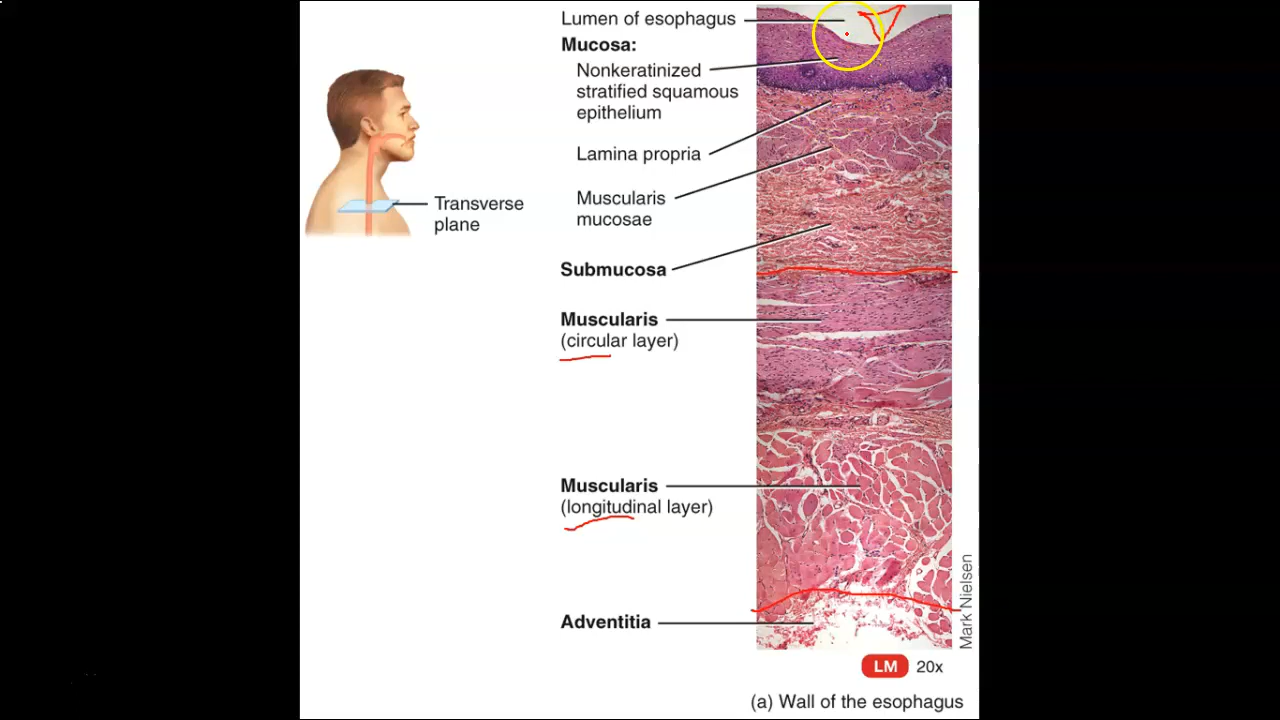 Lumen of esophagus
Mucosa:
Nonkeratinized
stratified squamous
epithelium
Lamina propria
Muscularis
mucosae
Transverse
plane
Submucosa
Muscularis
(circular layer)
Muscularis
(longitudinal layer)
Adventitia
Mark Nielsen
LM 20x
(a) Wall of the esophagus